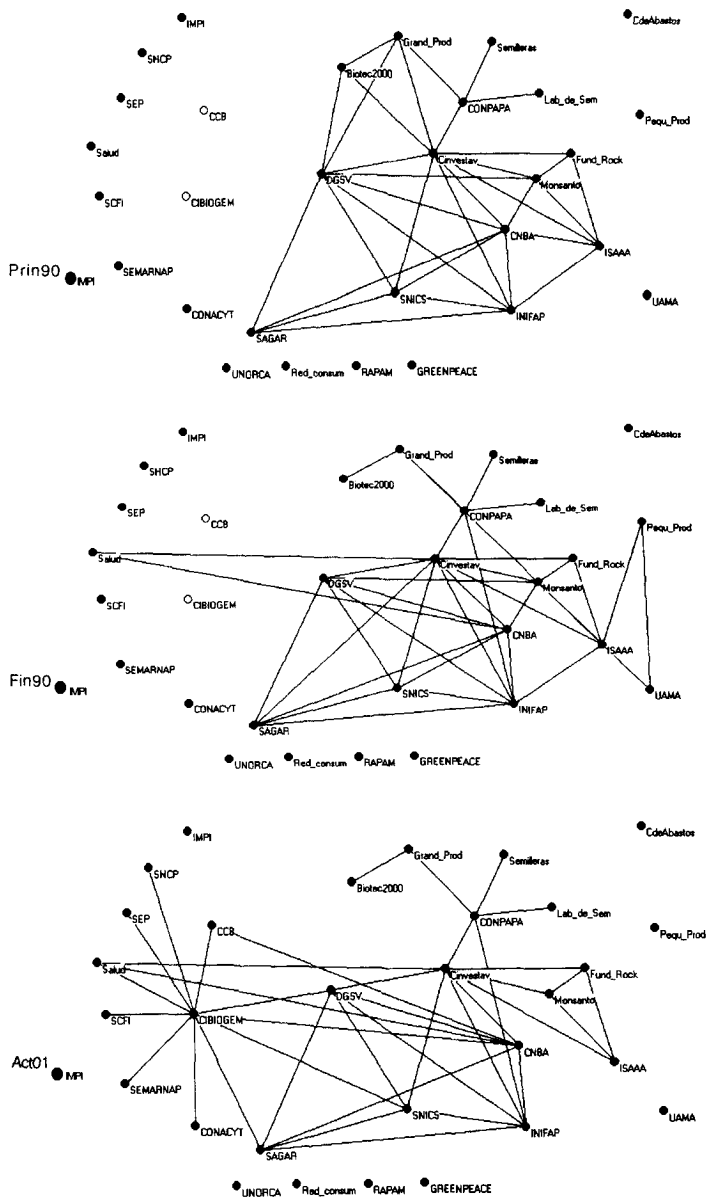 IMPI
CdeAbastos
Grand_Prod
Semilleras
SHCP
Biotec2000
Lab_de_Sem
SEP
CCB
CONPAPA
Pequ_Prod
Salud
Cinvestav
Fund_Rock
DGSV
Monsanto
SCFI
CIBIOGEM
CNBA
ISAAA
Prin90
IMPI
SEMARNAP
SNICS
UAMA
CONACYT
INIFAP
SAGAR
UNORCA
Red_consum
RAPAM
GREENPEACE
IMPI
CdeAbastos
Grand_Prod
Semilleras
SHCP
Biotec2000
Lab_de_Sem
SEP
CCB
CONPAPA
Pequ_Prod
Salud
Cinvestav
Fund_Rock
DGSV
Monsanto
SCFI
CIBIOGEM
CNBA
ISAAA
Fin90
IMPI
SEMARNAP
SNICS
UAMA
CONACYT
INIFAP
SAGAR
UNORCA
Red_consum
RAPAM
GREENPEACE
IMPI
CdeAbastos
Grand_Prod
Semilleras
SHCP
Biotec2000
Lab_de_Sem
SEP
CCB
CONPAPA
Pequ_Prod
Salud
Cinvestav
Fund_Rock
DGSV
Monsanto
SCFI
CIBIOGEM
CNBA
ISAAA
Act01
IMPI
SEMARNAP
SNICS
UAMA
CONACYT
INIFAP
SAGAR
UNORCA
Red_consum
RAPAM
GREENPEACE